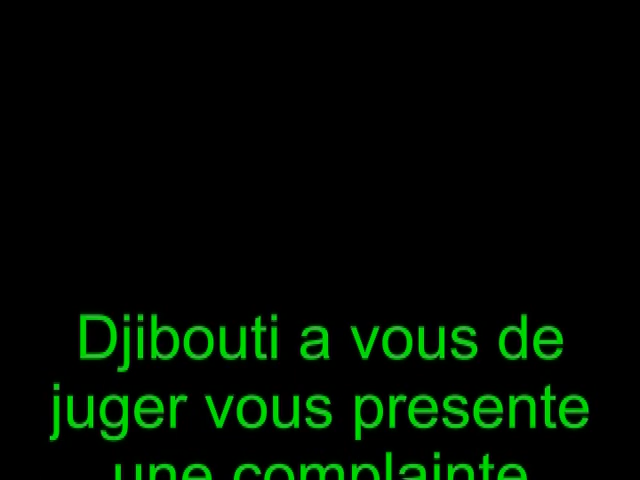 Djibouti a vous de
juger vous presente
une complainte